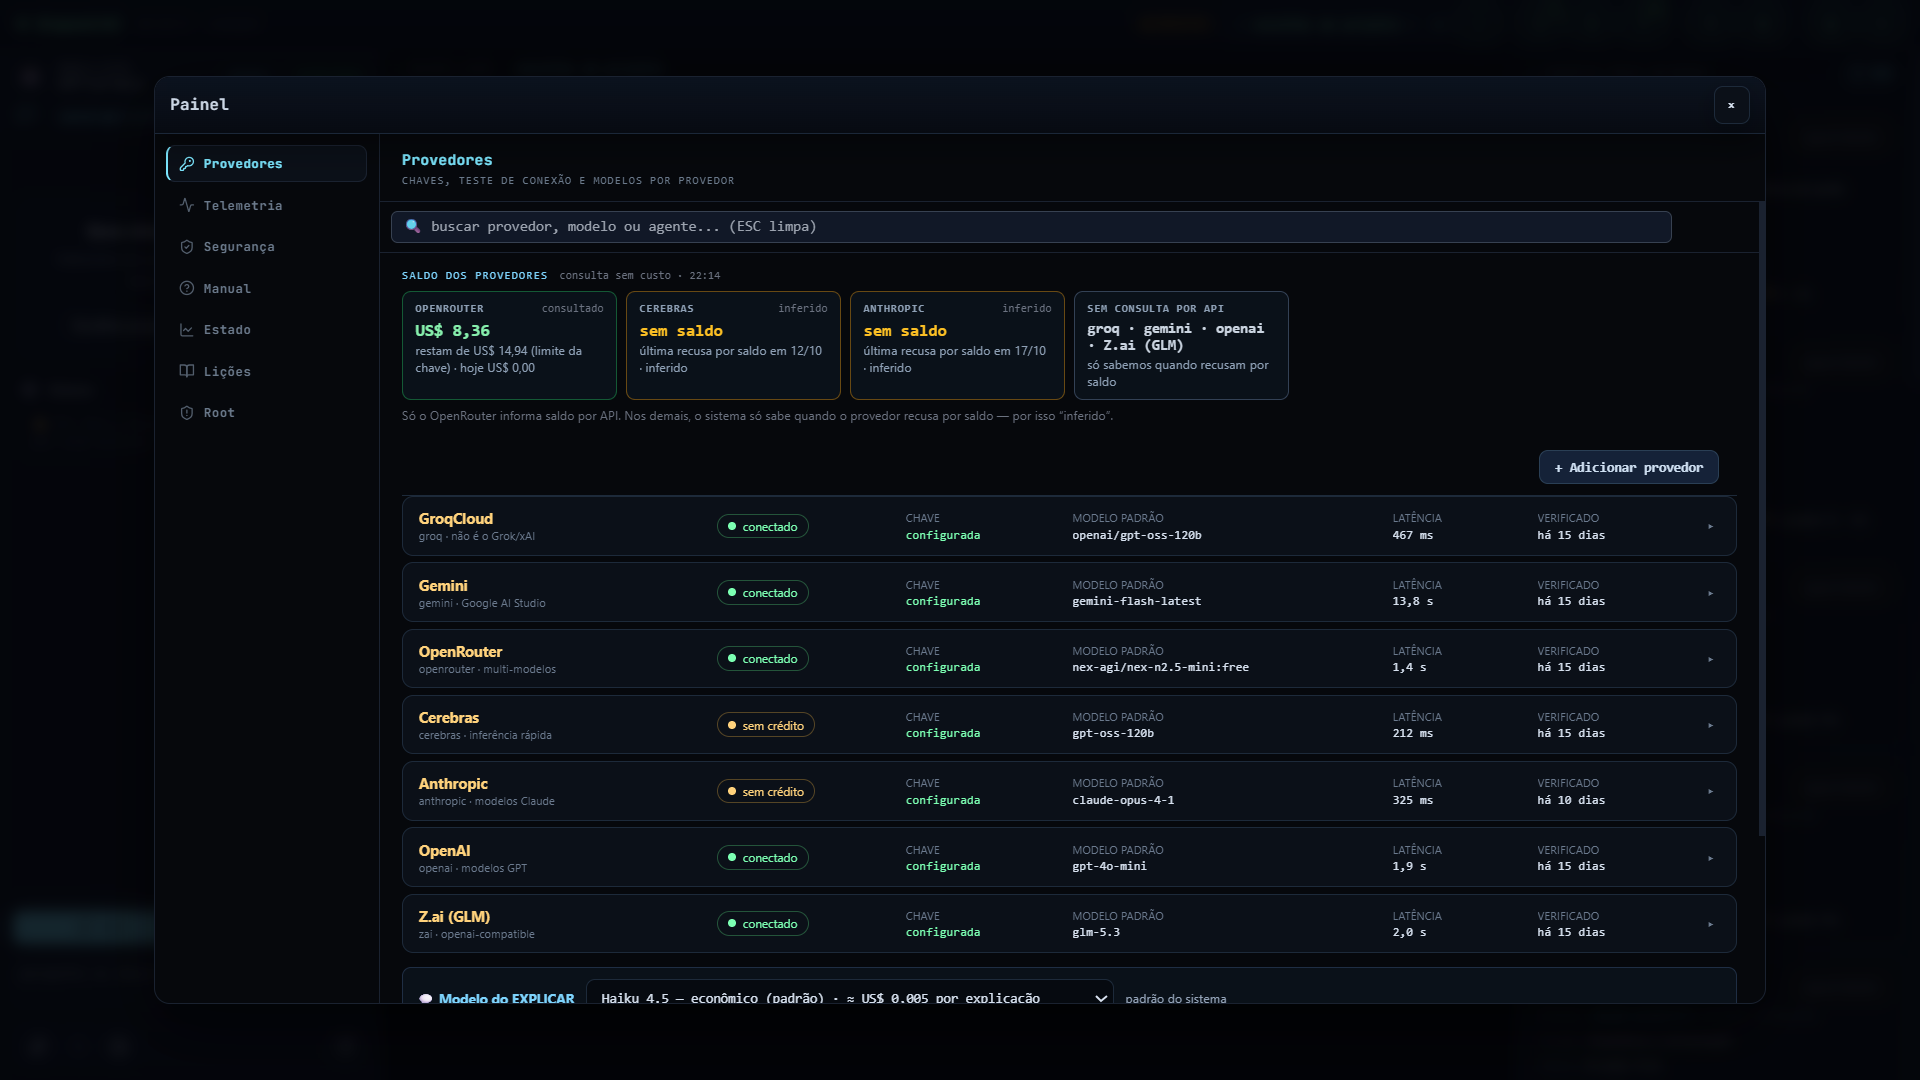 Painel
x
Provedores
Telemetria
Segurança
Manual
Estado
Lições
Root
Provedores
CHAVES, TESTE DE CONEXÃO E MODELOS POR PROVEDOR
buscar provedor, modelo ou agente... (ESC limpa)
SALDO DOS PROVEDORES consulta sem custo · 22:14
OPENROUTER consultado
US$ 8,36
restam de US$ 14,94 (limite da
chave) · hoje US$ 0,00
CEREBRAS inferido
sem saldo
última recusa por saldo em 12/10
· inferido
ANTHROPIC inferido
sem saldo
última recusa por saldo em 17/10
· inferido
SEM CONSULTA POR API
groq · gemini · openai
· Z.ai (GLM)
só sabemos quando recusam por
saldo
Só o OpenRouter informa saldo por API. Nos demais, o sistema só sabe quando o provedor recusa por saldo — por isso “inferido”.
+ Adicionar provedor
GroqCloud
groq · não é o Grok/xAI
conectado
CHAVE
configurada
MODELO PADRÃO
openai/gpt-oss-120b
LATÊNCIA
467 ms
VERIFICADO
há 15 dias
Gemini
gemini · Google AI Studio
conectado
CHAVE
configurada
MODELO PADRÃO
gemini-flash-latest
LATÊNCIA
13,8 s
VERIFICADO
há 15 dias
OpenRouter
openrouter · multi-modelos
conectado
CHAVE
configurada
MODELO PADRÃO
nex-agi/nex-n2.5-mini:free
LATÊNCIA
1,4 s
VERIFICADO
há 15 dias
Cerebras
cerebras · inferência rápida
sem crédito
CHAVE
configurada
MODELO PADRÃO
gpt-oss-120b
LATÊNCIA
212 ms
VERIFICADO
há 15 dias
Anthropic
anthropic · modelos Claude
sem crédito
CHAVE
configurada
MODELO PADRÃO
claude-opus-4-1
LATÊNCIA
325 ms
VERIFICADO
há 10 dias
OpenAI
openai · modelos GPT
conectado
CHAVE
configurada
MODELO PADRÃO
gpt-4o-mini
LATÊNCIA
1,9 s
VERIFICADO
há 15 dias
Z.ai (GLM)
zai · openai-compatible
conectado
CHAVE
configurada
MODELO PADRÃO
glm-5.3
LATÊNCIA
2,0 s
VERIFICADO
há 15 dias
Modelo do EXPLICAR Haiku 4.5 — econômico (padrão) · ≈ US$ 0,005 por explicação padrão do sistema